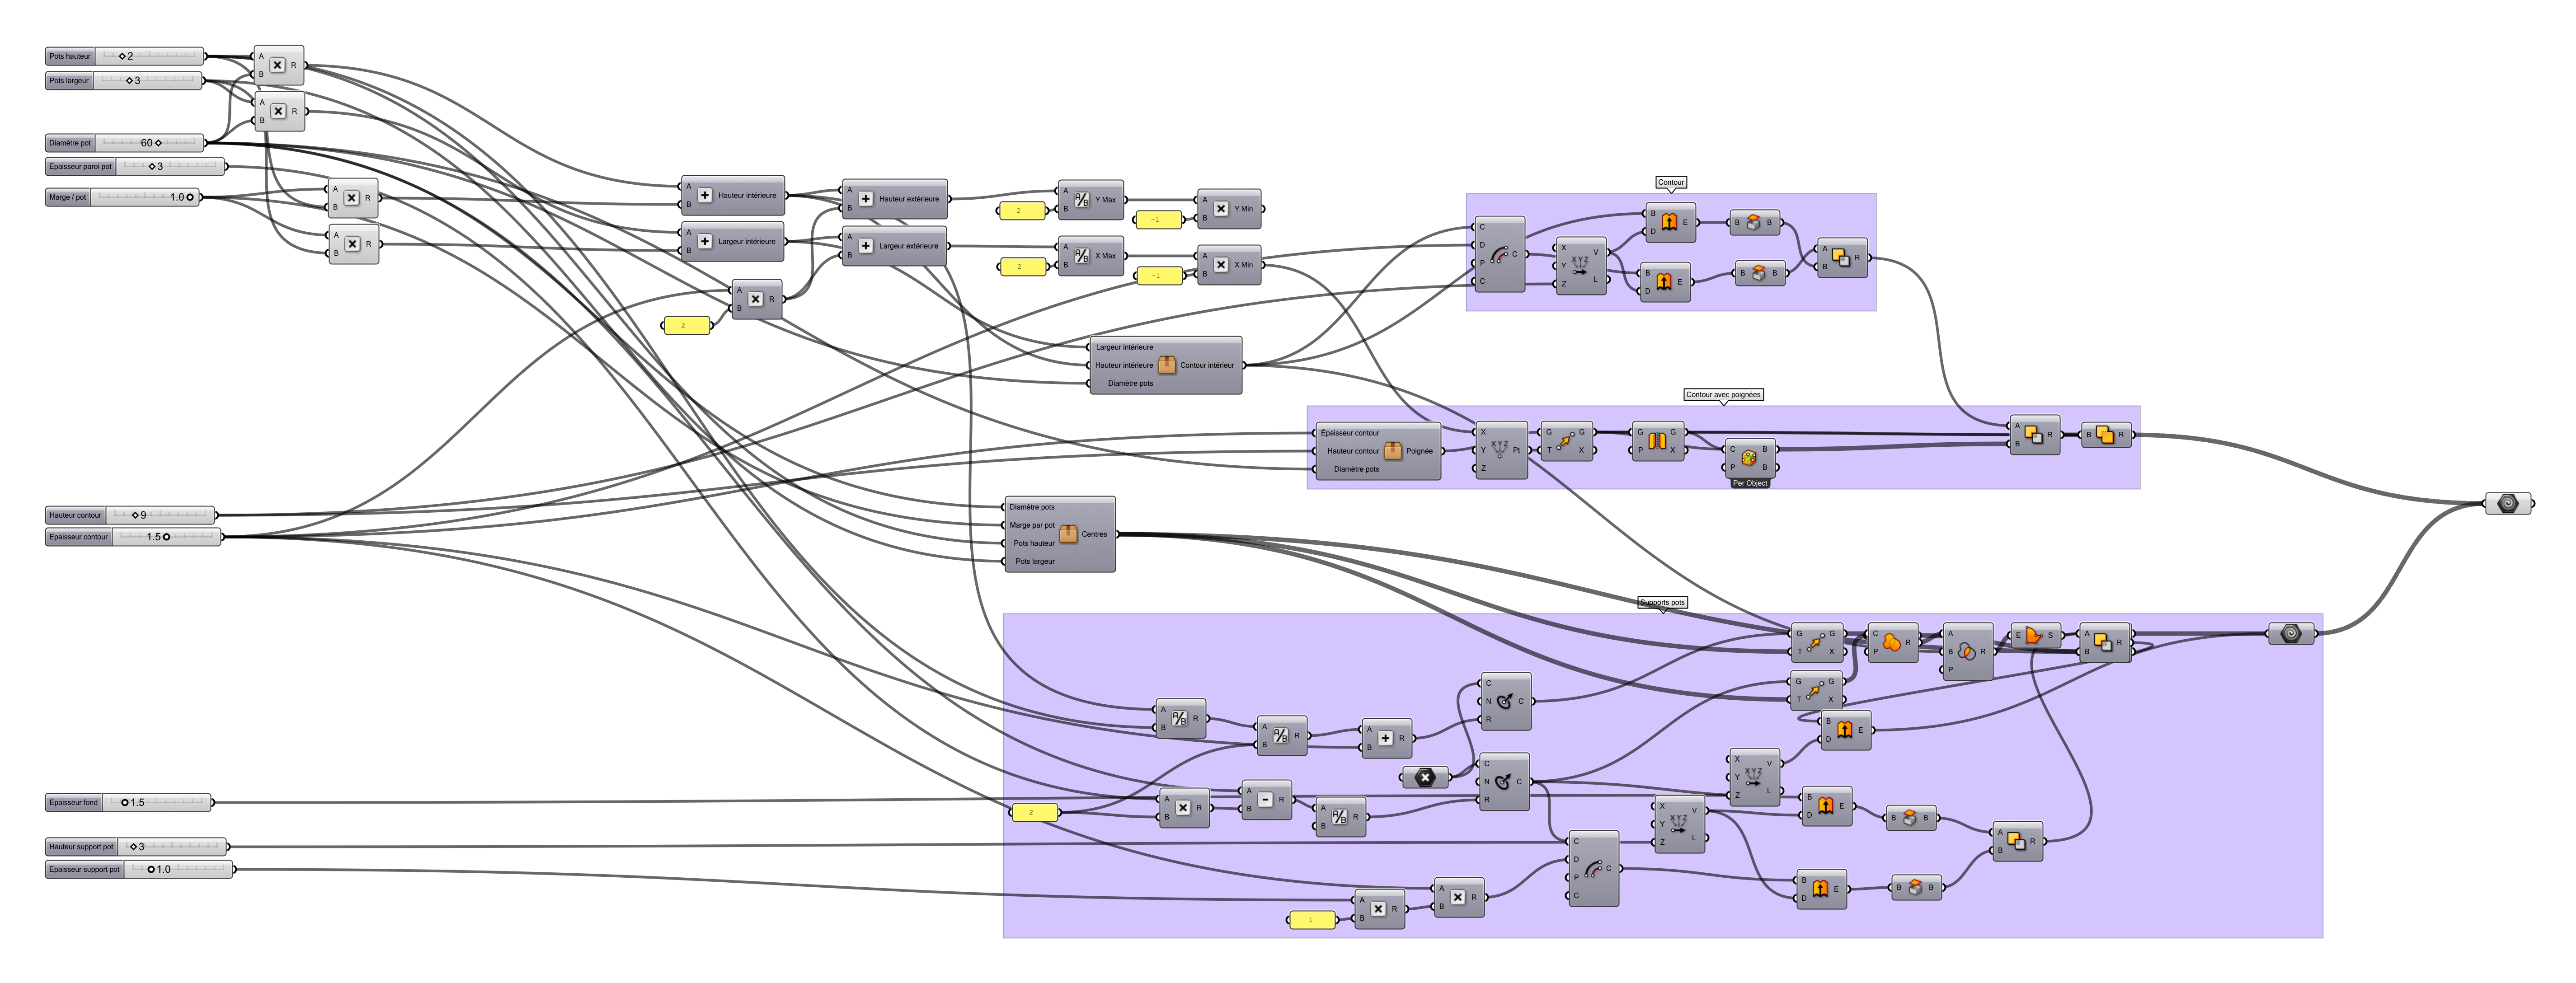 Pots hauteur 2
Pots largeur 3
Diamètre pot 60
Épaisseur paroi pot 3
Marge / pot 1.0
A B R
A B R
A B R
A B R
A B Hauteur intérieure
A B Largeur intérieure
A B R
2
A B Hauteur extérieure
A B Largeur extérieure
2
A B Y Max
-1
A B Y Min
2
A B X Max
-1
A B X Min
Contour
C D P C C
X Y Z V L
B D E
B D E
B B
B B
A B R
Largeur intérieure
Hauteur intérieure
Diamètre pots
Contour intérieur
Contour avec poignées
Épaisseur contour
Hauteur contour
Diamètre pots
Poignée
X Y Z Pt
G T G X
G P G X
C P B B
Per Object
A B R
B R
Hauteur contour 9
Epaisseur contour 1.5
Diamètre pots
Marge par pot
Pots hauteur
Pots largeur
Centres
Supports pots
G T G X
C P R
A B P R
E S
A B R
G T G X
B D E
A B R
A B R
A B R
C N R C
C N R C
X Y Z V L
Épaisseur fond 1.5
2
A B R
A B R
A B R
X Y Z V L
B D E
B B
A B R
Hauteur support pot 3
Epaisseur support pot 1.0
-1
A B R
A B R
C D P C C
B D E
B B